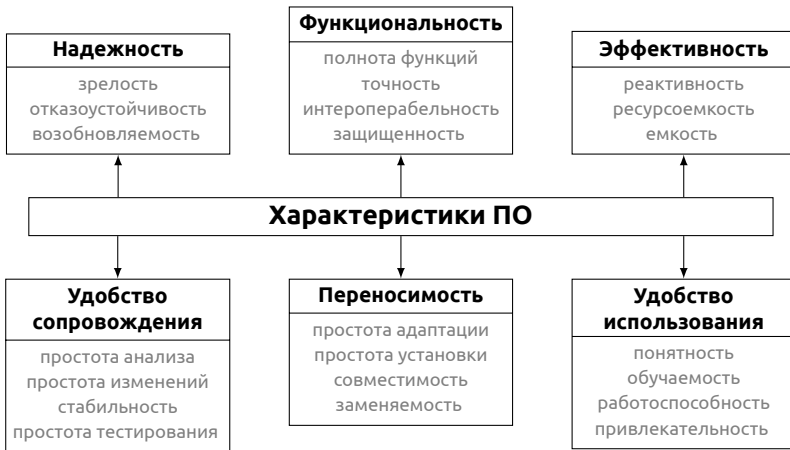 Надежность
зрелость
отказоустойчивость
возобновляемость
Функциональность
полнота функций
точность
интероперабельность
защищенность
Эффективность
реактивность
ресурсоемкость
емкость
Характеристики ПО
Удобство
сопровождения
простота анализа
простота изменений
стабильность
простота тестирования
Переносимость
простота адаптации
простота установки
совместимость
заменяемость
Удобство
использования
понятность
обучаемость
работоспособность
привлекательность